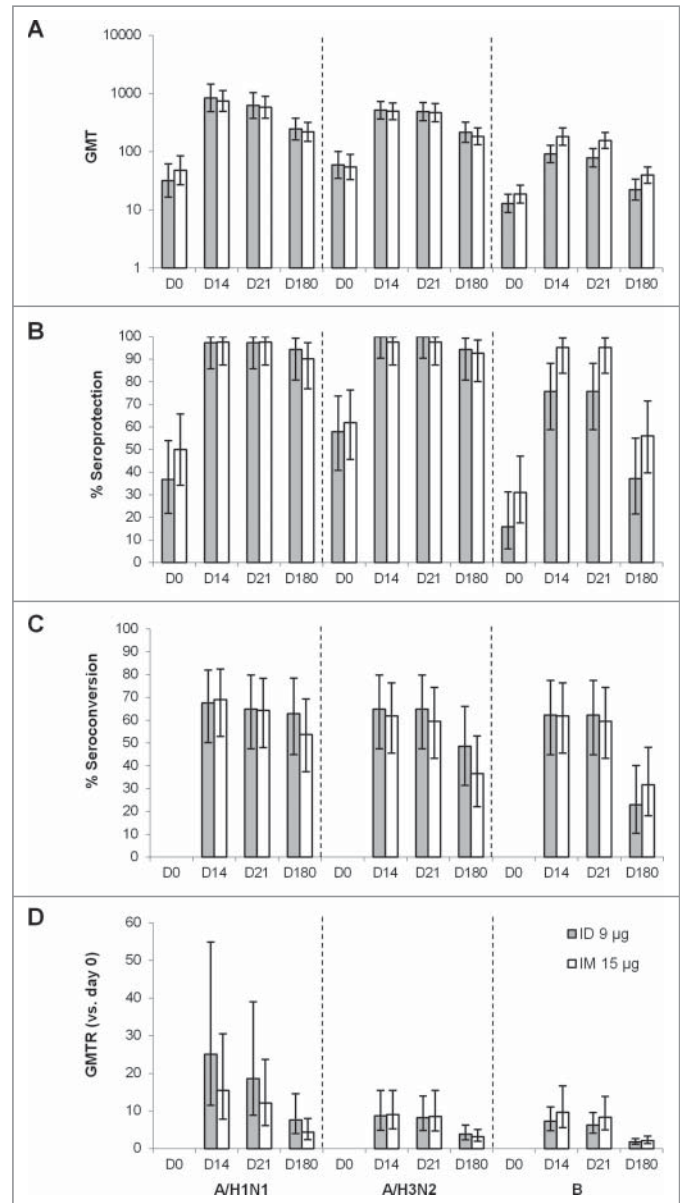 A
GMT
10000
1000
100
10
1
D0 D14 D21 D180 D0 D14 D21 D180 D0 D14 D21 D180
B
% Seroprotection
100
90
80
70
60
50
40
30
20
10
0
D0 D14 D21 D180 D0 D14 D21 D180 D0 D14 D21 D180
C
% Seroconversion
100
90
80
70
60
50
40
30
20
10
0
D0 D14 D21 D180 D0 D14 D21 D180 D0 D14 D21 D180
D
GMTR (vs. day 0)
60
50
40
30
20
10
0
ID 9 µg
IM 15 µg
D0 D14 D21 D180 D0 D14 D21 D180 D0 D14 D21 D180
A/H1N1 A/H3N2 B